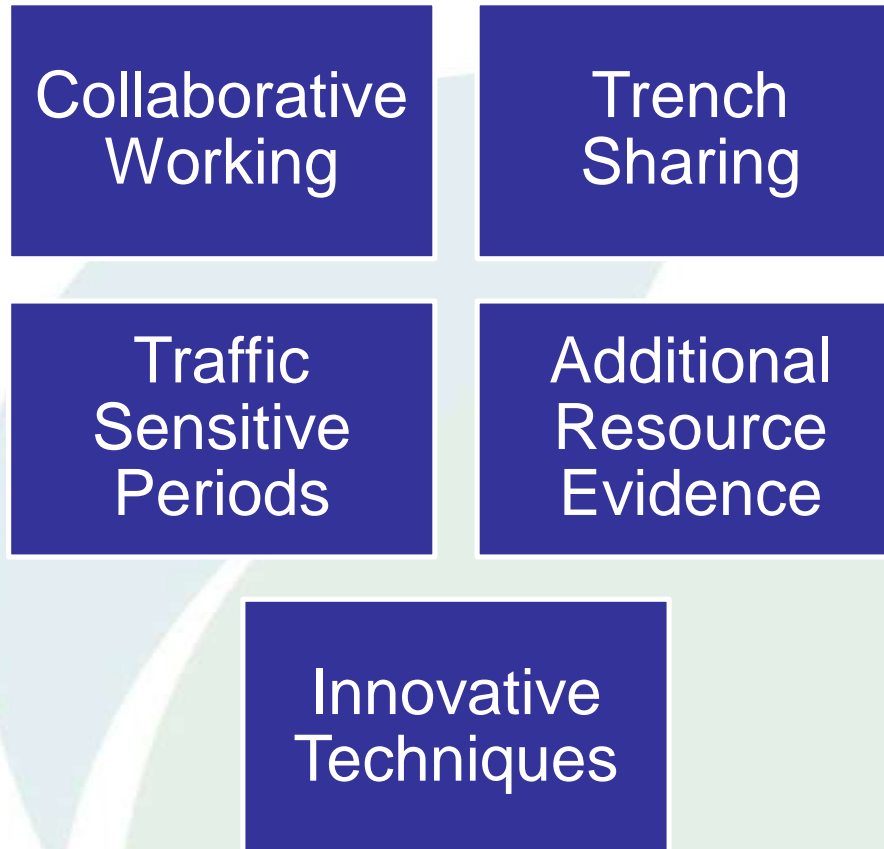 Collaborative
Working
Trench
Sharing
Traffic
Sensitive
Periods
Additional
Resource
Evidence
Innovative
Techniques